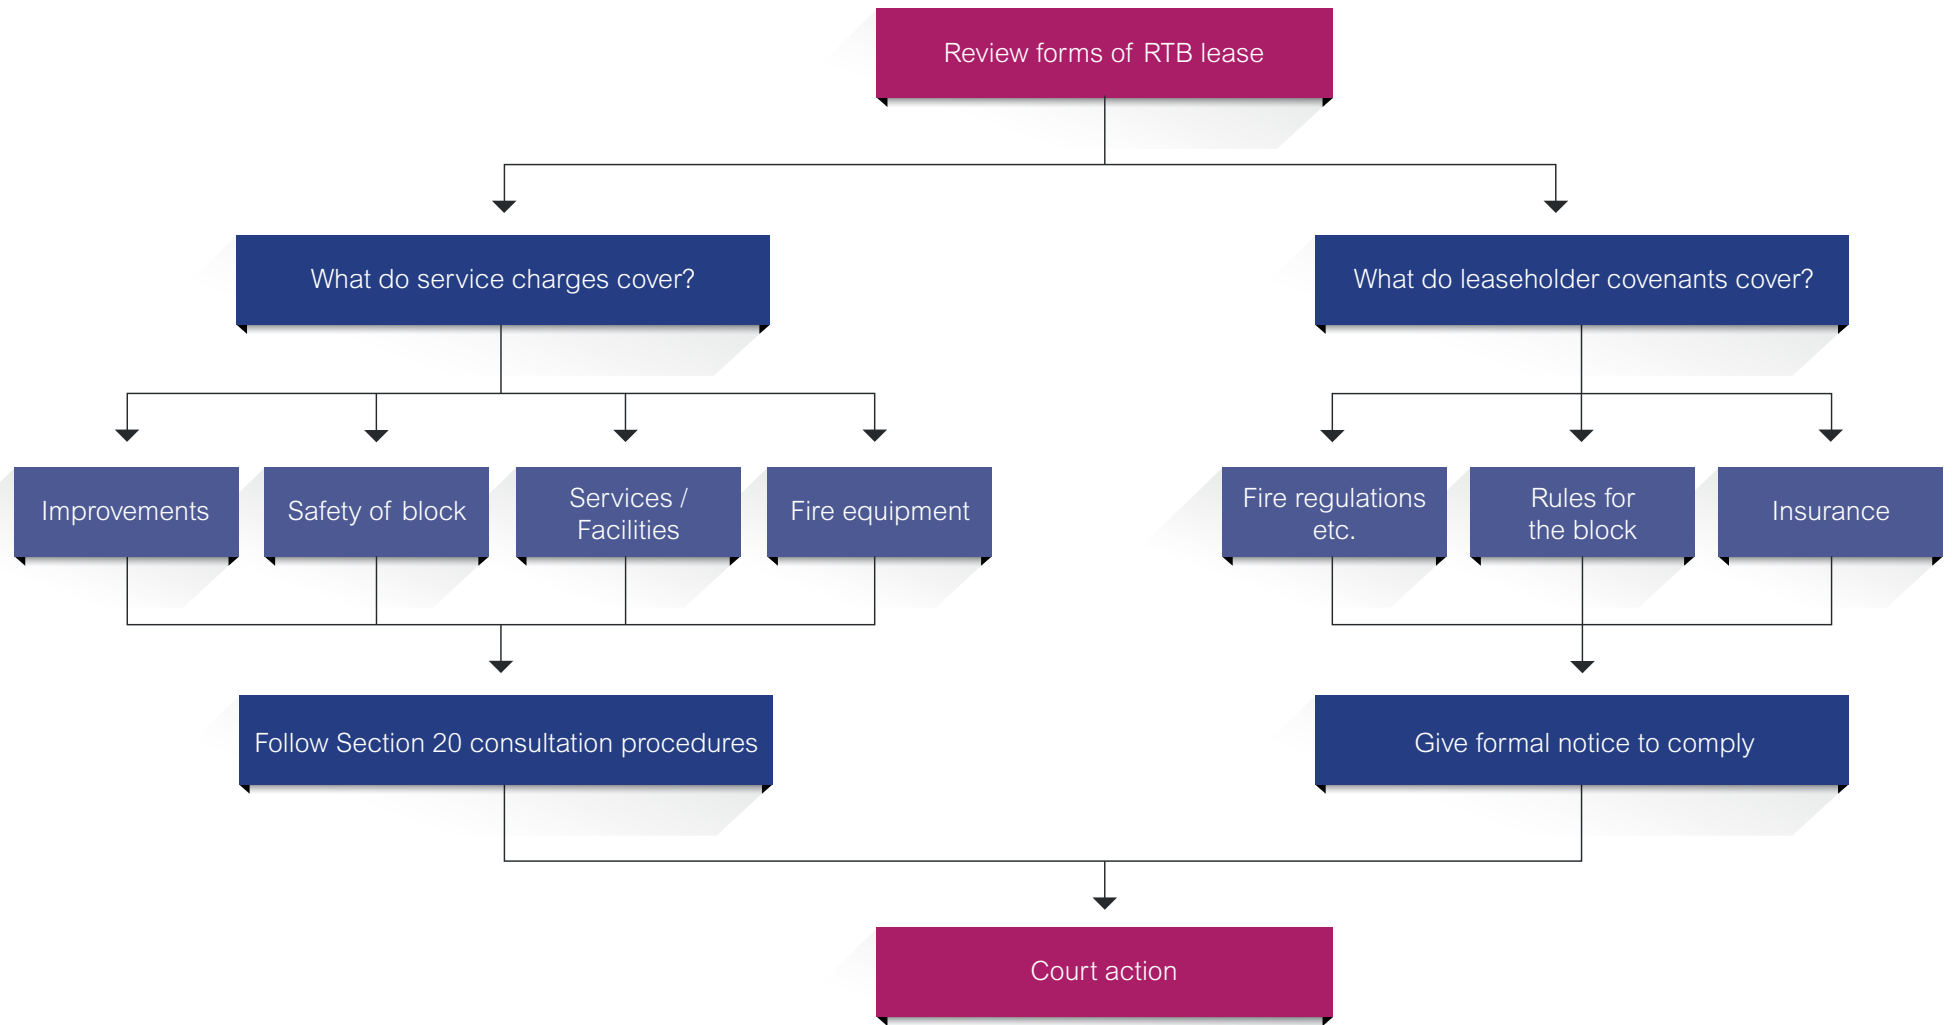 Review forms of RTB lease
What do service charges cover?
What do leaseholder covenants cover?
Improvements
Safety of block
Services /
Facilities
Fire equipment
Fire regulations
etc.
Rules for
the block
Insurance
Follow Section 20 consultation procedures
Give formal notice to comply
Court action